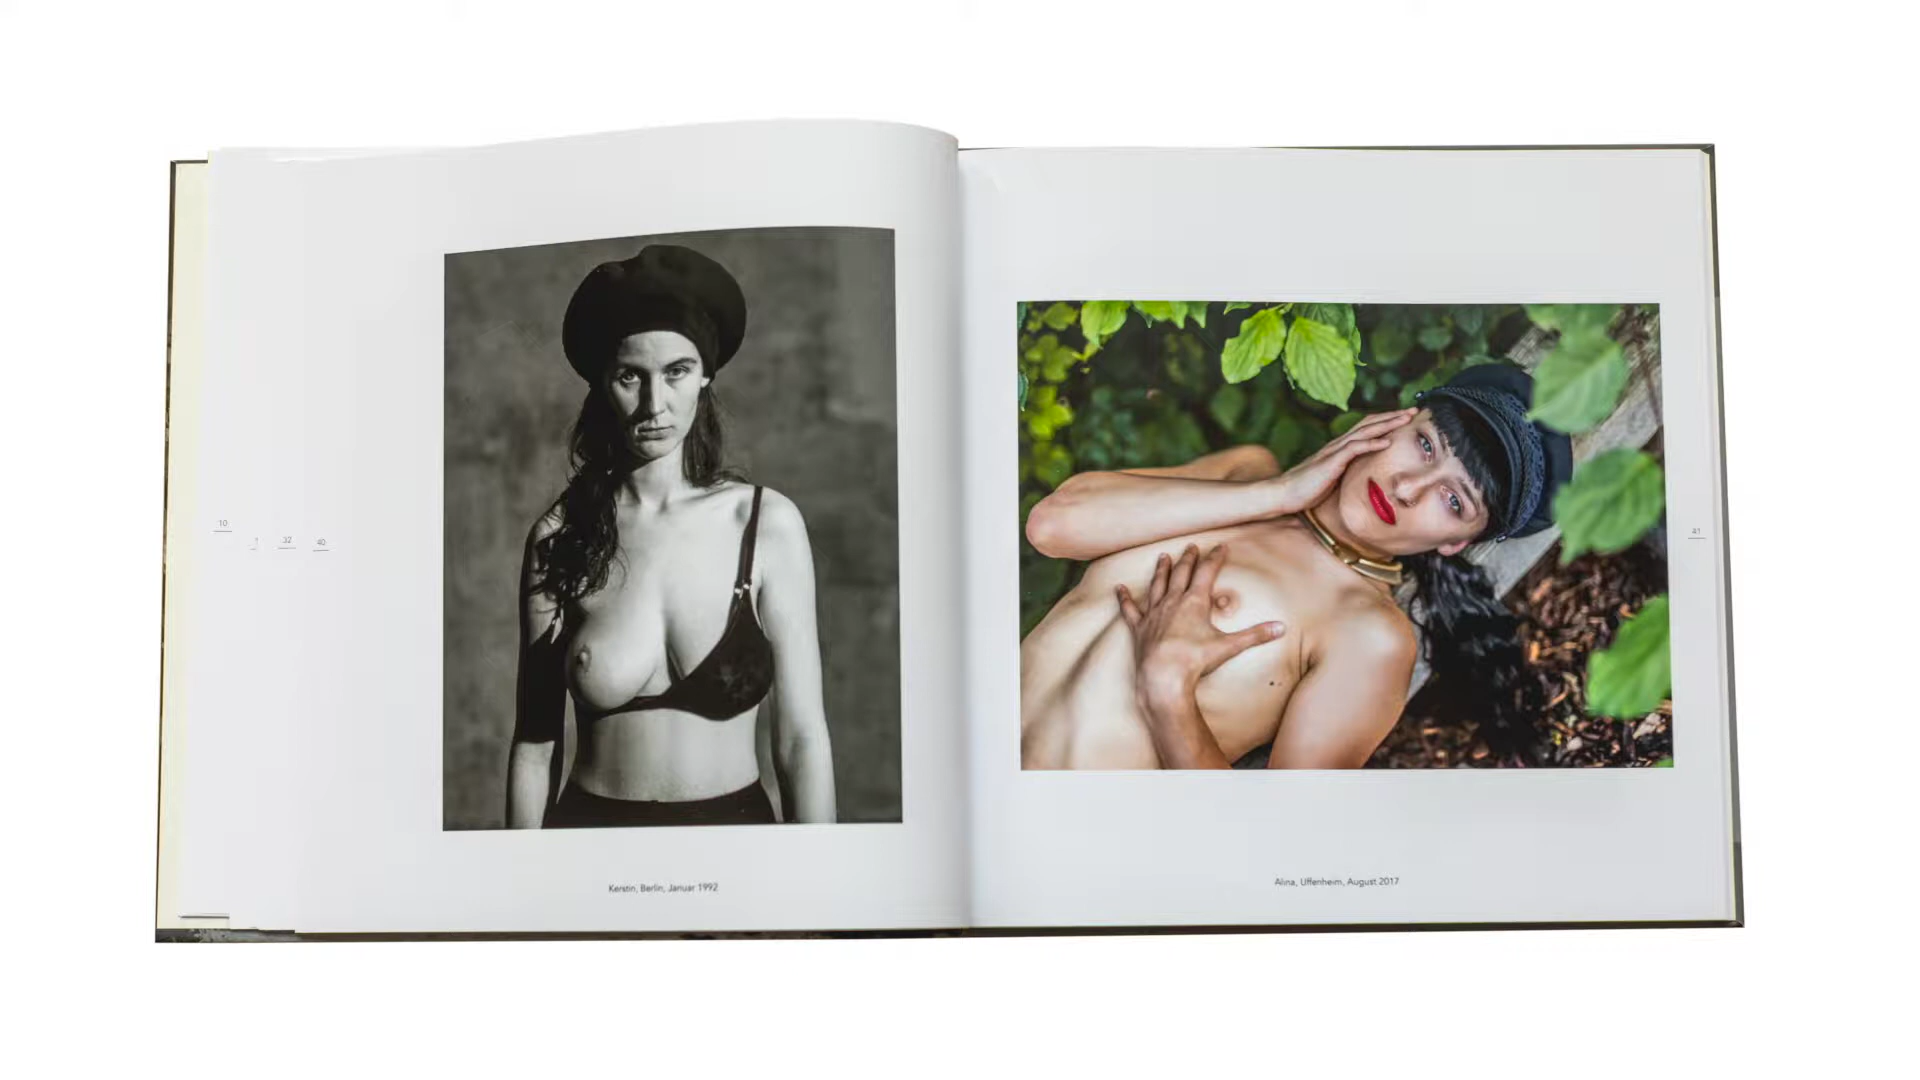 10
32
40
41
Kerstin, Berlin, Januar 1992
Alina, Uffenheim, August 2017